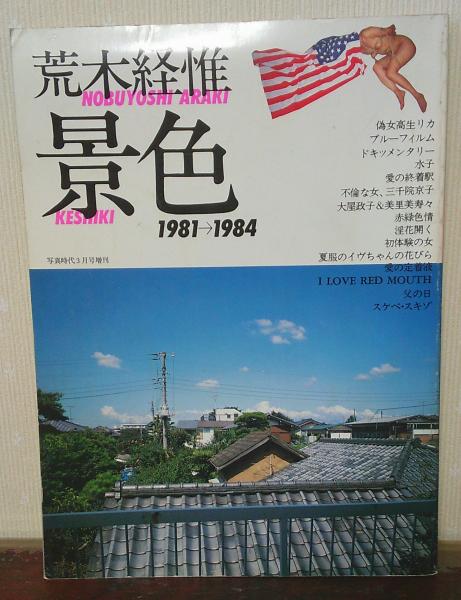 荒木経惟
NOBUYOSHI ARAKI
景色
KESHIKI
1981→1984
写真時代3月号増刊
偽女高生リカ
ブルーフィルム
ドキュメンタリー
水子
愛の終着駅
不倫な女、三千院京子
大屋政子&美里美寿々
赤緑色情
淫花開く
初体験の女
夏服のイヴちゃんの花びら
愛の定着液
I LOVE RED MOUTH
父の日
スケベ・スキゾ